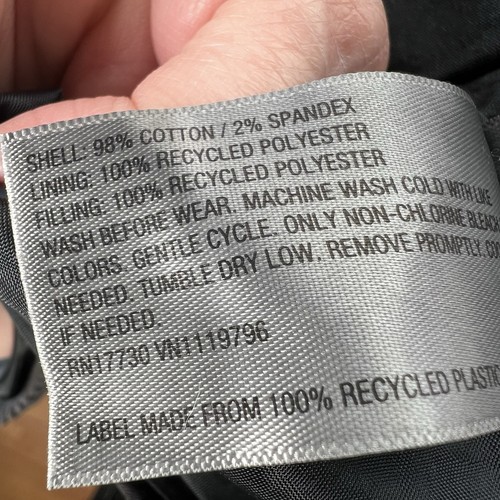 SHELL: 98% COTTON / 2% SPANDEX
LINING: 100% RECYCLED POLYESTER
FILLING: 100% RECYCLED POLYESTER
WASH BEFORE WEAR. MACHINE WASH COLD WITH LIKE
COLORS. GENTLE CYCLE. ONLY NON-CHLORINE BLEACH
NEEDED. TUMBLE DRY LOW. REMOVE PROMPTLY.
IF NEEDED.
RN17730 VN1119796
LABEL MADE FROM 100% RECYCLED PLASTIC